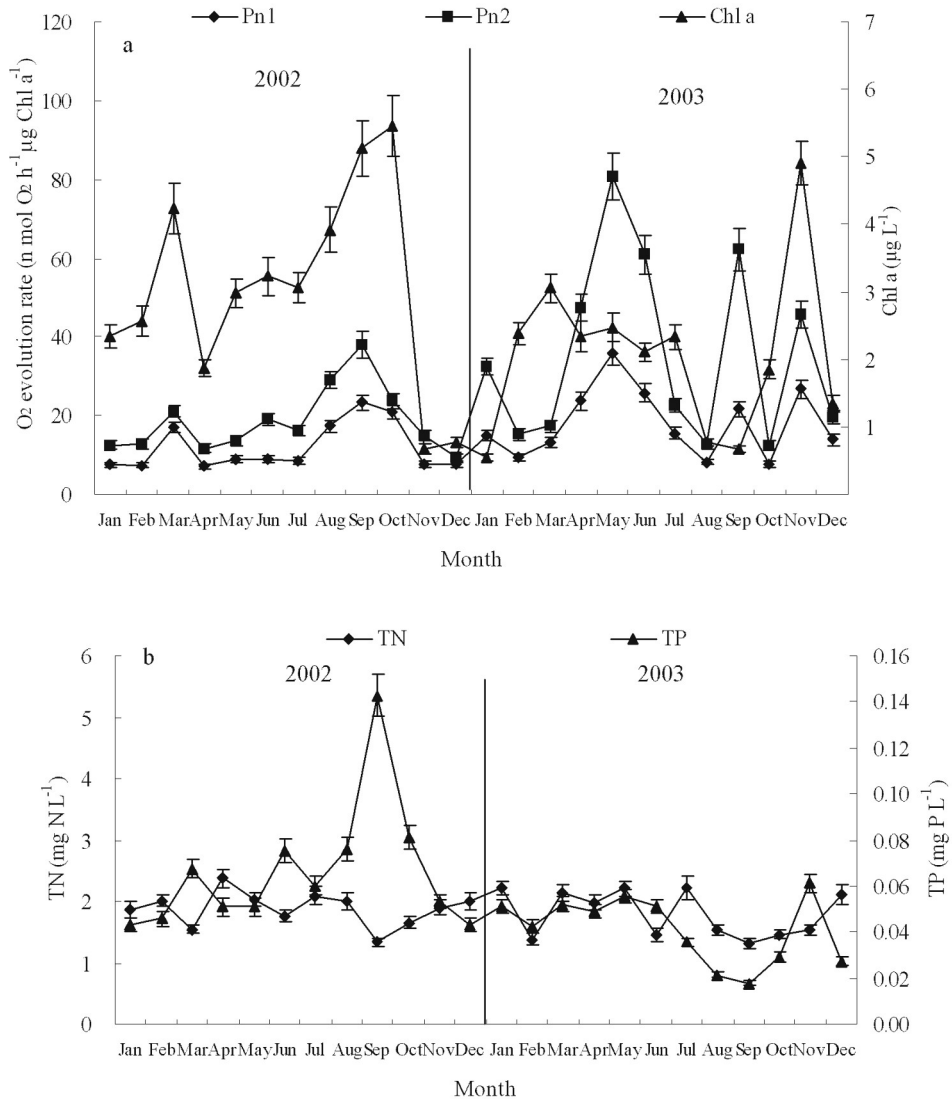 Pn1 Pn2 Chl a
a
2002
2003
O₂ evolution rate (n mol O₂ h⁻¹μg Chl a⁻¹)
120
100
80
60
40
20
0
7
6
5
4
3
2
1
Chl a (μg L⁻¹)
Jan Feb Mar Apr May Jun Jul Aug Sep Oct Nov Dec Jan Feb Mar Apr May Jun Jul Aug Sep Oct Nov Dec
Month
TN TP
b
2002
2003
TN (mg N L⁻¹)
6
5
4
3
2
1
0
0.16
0.14
0.12
0.10
0.08
0.06
0.04
0.02
0.00
TP (mg P L⁻¹)
Jan Feb Mar Apr May Jun Jul Aug Sep Oct Nov Dec Jan Feb Mar Apr May Jun Jul Aug Sep Oct Nov Dec
Month